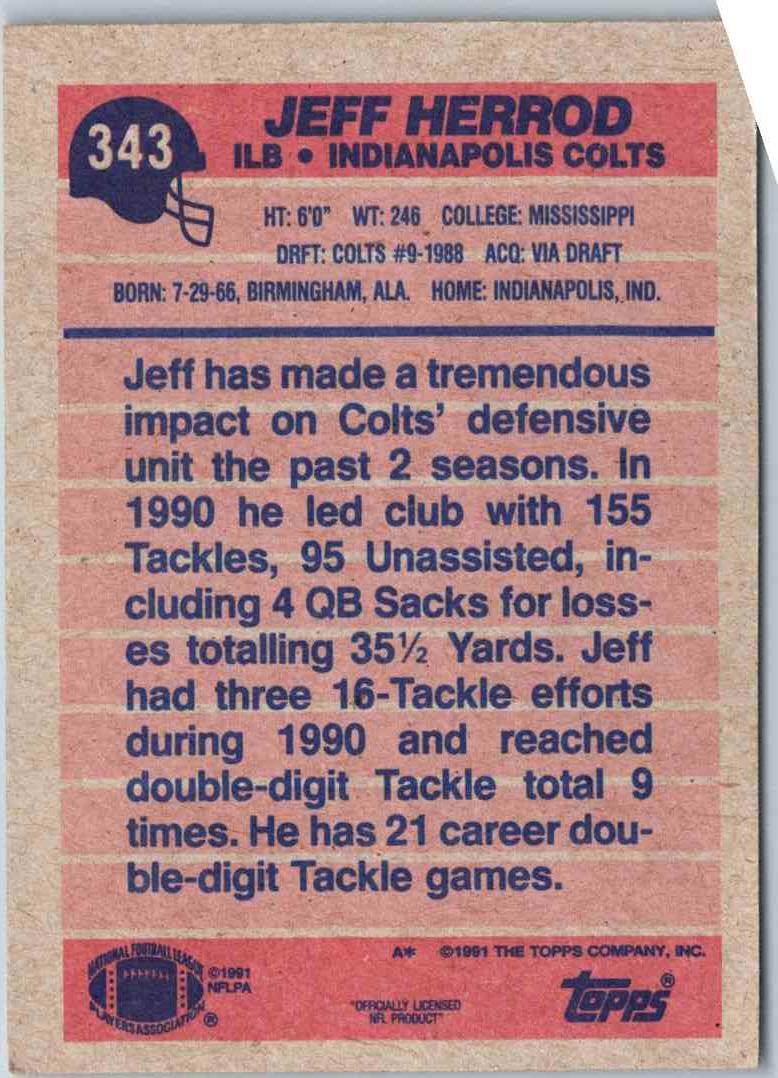 343
JEFF HERROD
ILB • INDIANAPOLIS COLTS
HT: 6'0" WT: 246 COLLEGE: MISSISSIPPI
DRFT: COLTS #9-1988 ACQ: VIA DRAFT
BORN: 7-29-66, BIRMINGHAM, ALA. HOME: INDIANAPOLIS, IND.
Jeff has made a tremendous
impact on Colts' defensive
unit the past 2 seasons. In
1990 he led club with 155
Tackles, 95 Unassisted, in-
cluding 4 QB Sacks for loss-
es totalling 35½ Yards. Jeff
had three 16-Tackle efforts
during 1990 and reached
double-digit Tackle total 9
times. He has 21 career dou-
ble-digit Tackle games.
A* ©1991 THE TOPPS COMPANY, INC.
NATIONAL FOOTBALL LEAGUE
PLAYERS ASSOCIATION ®
©1991
NFLPA
"OFFICIALLY LICENSED
NFL PRODUCT"
topps®